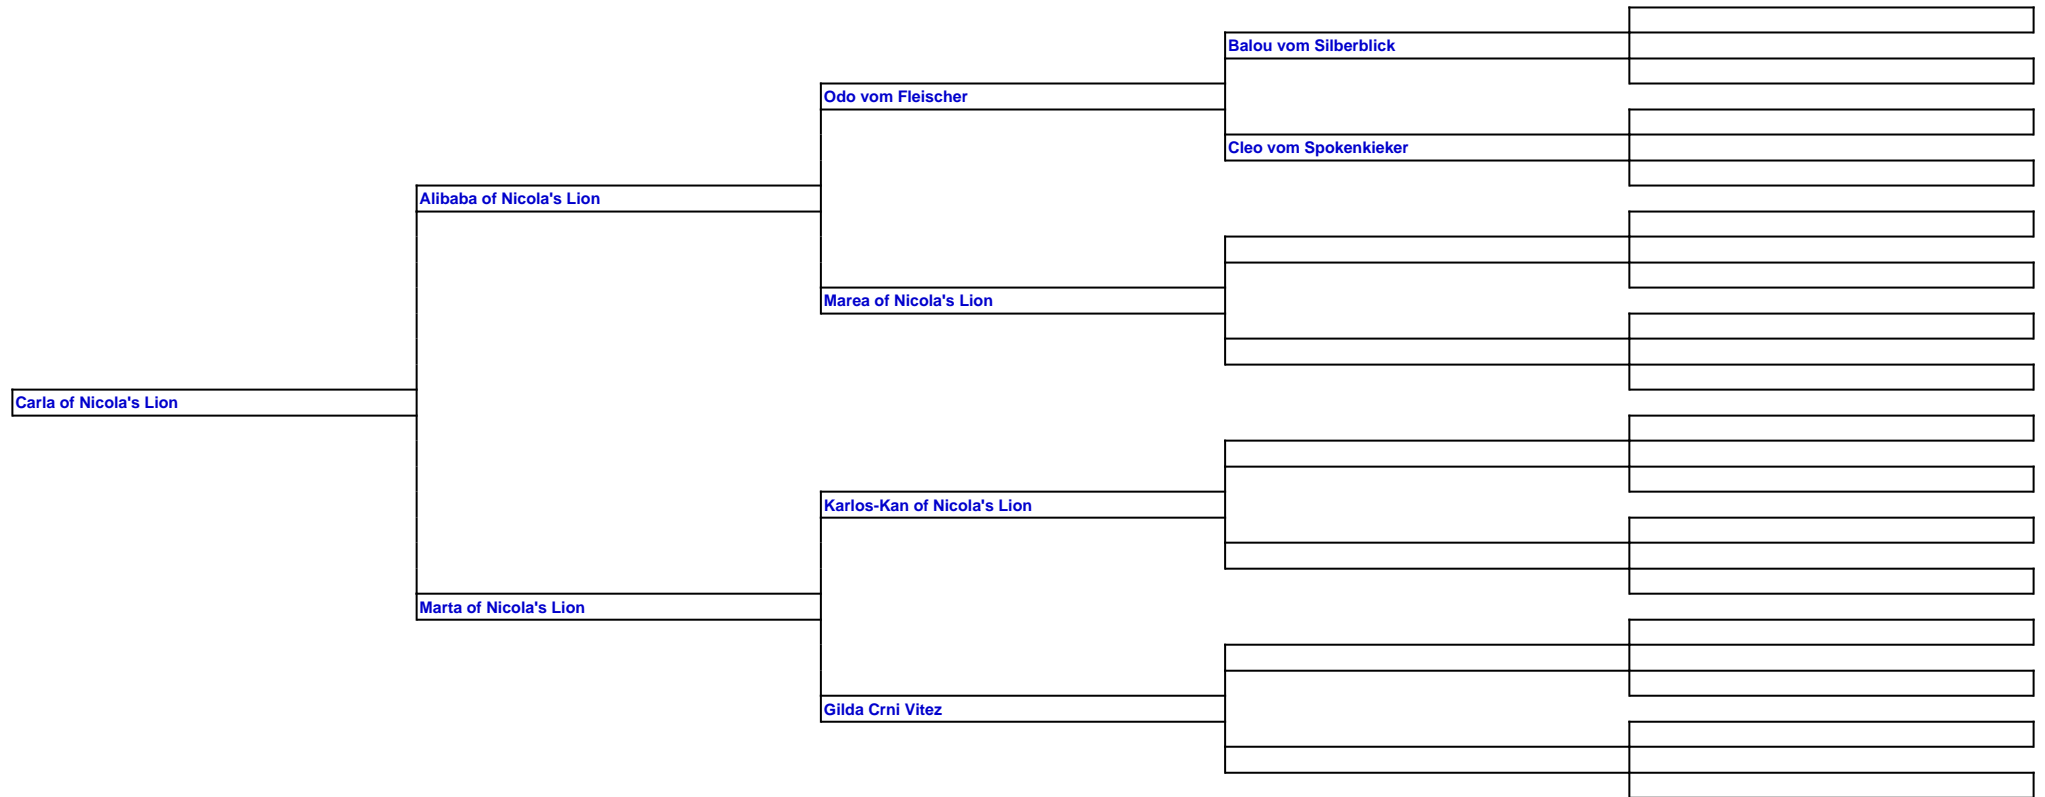 Balou vom Silberblick
Odo vom Fleischer
Cleo vom Spokenkieker
Alibaba of Nicola's Lion
Marea of Nicola's Lion
Carla of Nicola's Lion
Karlos-Kan of Nicola's Lion
Marta of Nicola's Lion
Gilda Crni Vitez